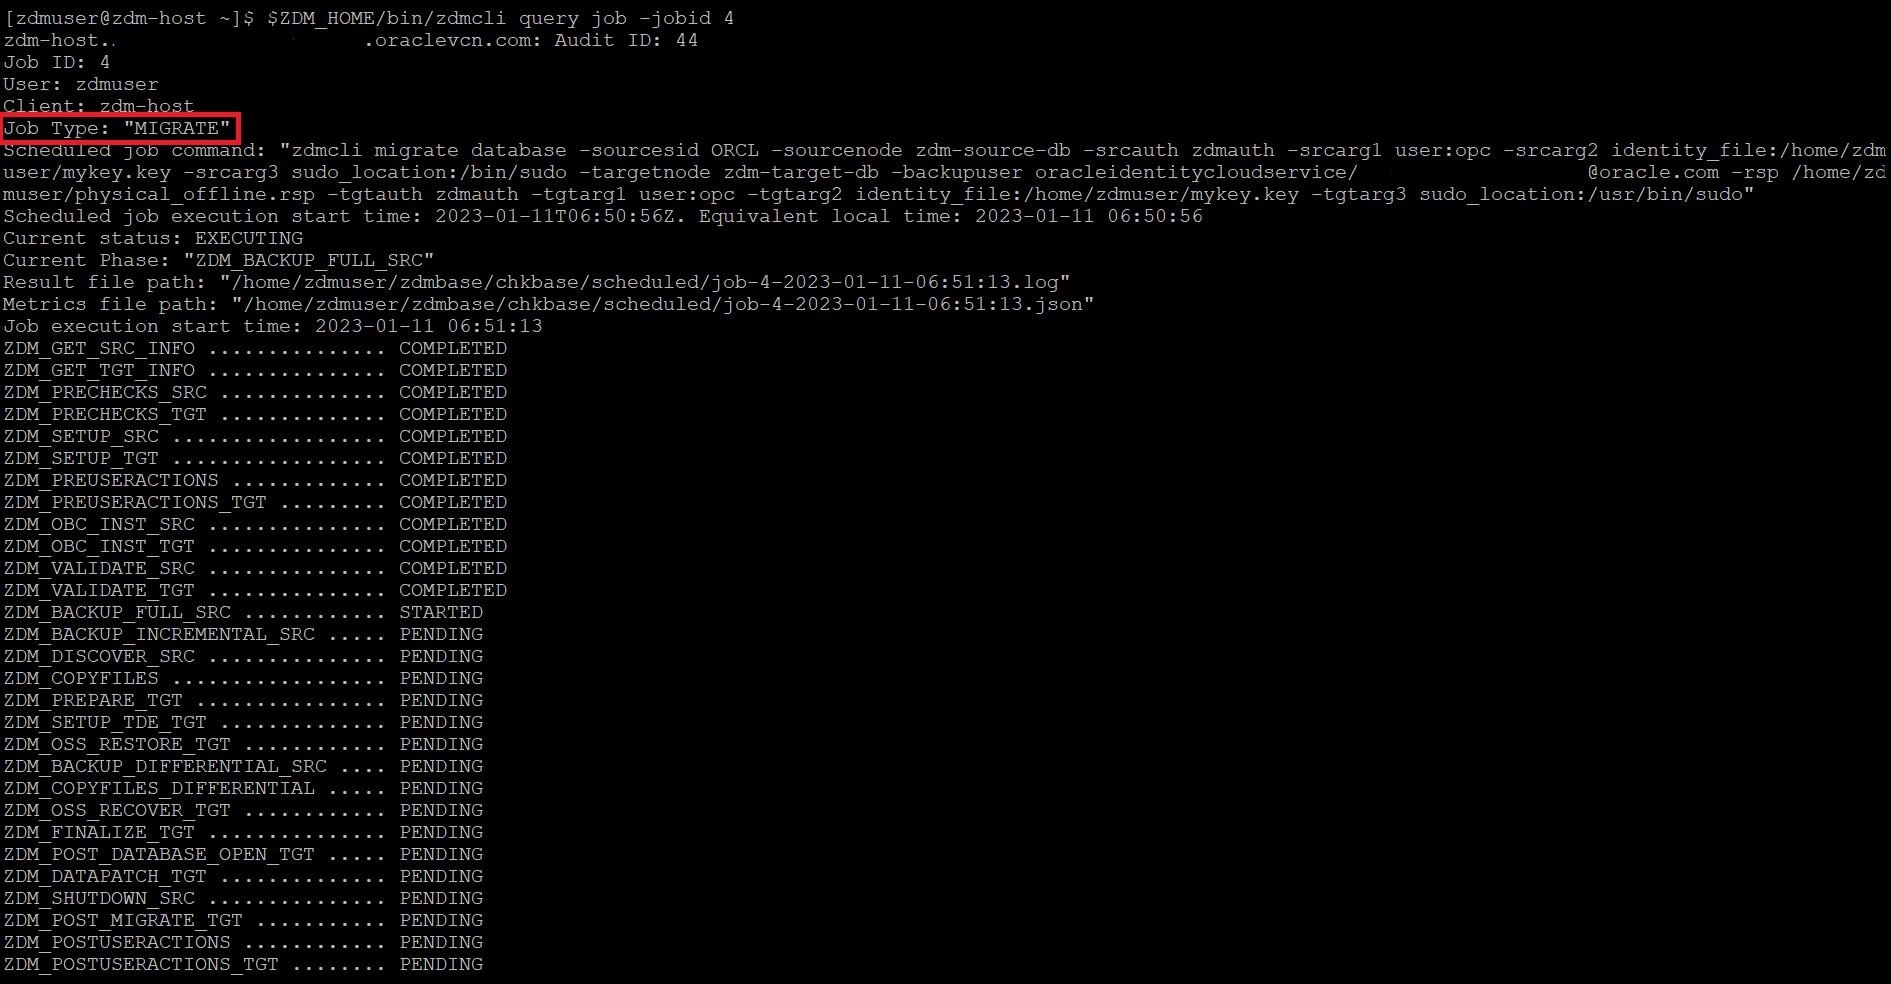 [zdmuser@zdm-host ~]$ $ZDM_HOME/bin/zdmcli query job -jobid 4
zdm-host.. .oraclevcn.com: Audit ID: 44
Job ID: 4
User: zdmuser
Client: zdm-host
Job Type: "MIGRATE"
Scheduled job command: "zdmcli migrate database -sourcesid ORCL -sourcenode zdm-source-db -srcauth zdmauth -srcarg1 user:opc -srcarg2 identity_file:/home/zdm
user/mykey.key -srcarg3 sudo_location:/bin/sudo -targetnode zdm-target-db -backupuser oracleidentitycloudservice/ @oracle.com -rsp /home/zd
muser/physical_offline.rsp -tgtauth zdmauth -tgtarg1 user:opc -tgtarg2 identity_file:/home/zdmuser/mykey.key -tgtarg3 sudo_location:/usr/bin/sudo"
Scheduled job execution start time: 2023-01-11T06:50:56Z. Equivalent local time: 2023-01-11 06:50:56
Current status: EXECUTING
Current Phase: "ZDM_BACKUP_FULL_SRC"
Result file path: "/home/zdmuser/zdmbase/chkbase/scheduled/job-4-2023-01-11-06:51:13.log"
Metrics file path: "/home/zdmuser/zdmbase/chkbase/scheduled/job-4-2023-01-11-06:51:13.json"
Job execution start time: 2023-01-11 06:51:13
ZDM_GET_SRC_INFO ............... COMPLETED
ZDM_GET_TGT_INFO ............... COMPLETED
ZDM_PRECHECKS_SRC .............. COMPLETED
ZDM_PRECHECKS_TGT .............. COMPLETED
ZDM_SETUP_SRC .................. COMPLETED
ZDM_SETUP_TGT .................. COMPLETED
ZDM_PREUSERACTIONS ............. COMPLETED
ZDM_PREUSERACTIONS_TGT ......... COMPLETED
ZDM_OBC_INST_SRC ............... COMPLETED
ZDM_OBC_INST_TGT ............... COMPLETED
ZDM_VALIDATE_SRC ............... COMPLETED
ZDM_VALIDATE_TGT ............... COMPLETED
ZDM_BACKUP_FULL_SRC ............ STARTED
ZDM_BACKUP_INCREMENTAL_SRC ..... PENDING
ZDM_DISCOVER_SRC ............... PENDING
ZDM_COPYFILES .................. PENDING
ZDM_PREPARE_TGT ................ PENDING
ZDM_SETUP_TDE_TGT .............. PENDING
ZDM_OSS_RESTORE_TGT ............ PENDING
ZDM_BACKUP_DIFFERENTIAL_SRC .... PENDING
ZDM_COPYFILES_DIFFERENTIAL ..... PENDING
ZDM_OSS_RECOVER_TGT ............ PENDING
ZDM_FINALIZE_TGT ............... PENDING
ZDM_POST_DATABASE_OPEN_TGT ..... PENDING
ZDM_DATAPATCH_TGT .............. PENDING
ZDM_SHUTDOWN_SRC ............... PENDING
ZDM_POST_MIGRATE_TGT ........... PENDING
ZDM_POSTUSERACTIONS ............ PENDING
ZDM_POSTUSERACTIONS_TGT ........ PENDING